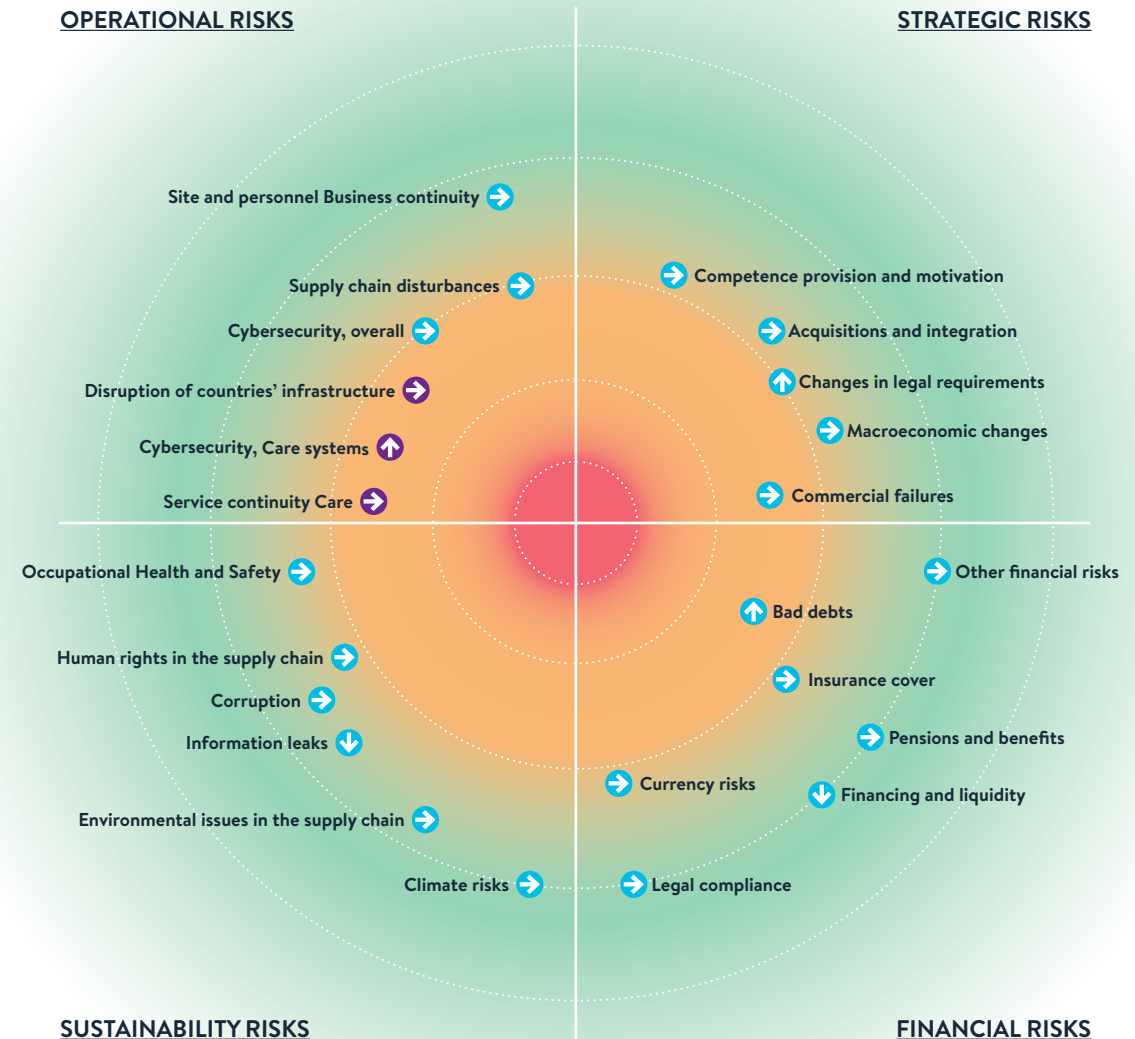 OPERATIONAL RISKS
STRATEGIC RISKS
Site and personnel Business continuity
Supply chain disturbances
Cybersecurity, overall
Disruption of countries’ infrastructure
Cybersecurity, Care systems
Service continuity Care
Competence provision and motivation
Acquisitions and integration
Changes in legal requirements
Macroeconomic changes
Commercial failures
Occupational Health and Safety
Human rights in the supply chain
Corruption
Information leaks
Environmental issues in the supply chain
Climate risks
Other financial risks
Bad debts
Insurance cover
Pensions and benefits
Currency risks
Financing and liquidity
Legal compliance
SUSTAINABILITY RISKS
FINANCIAL RISKS